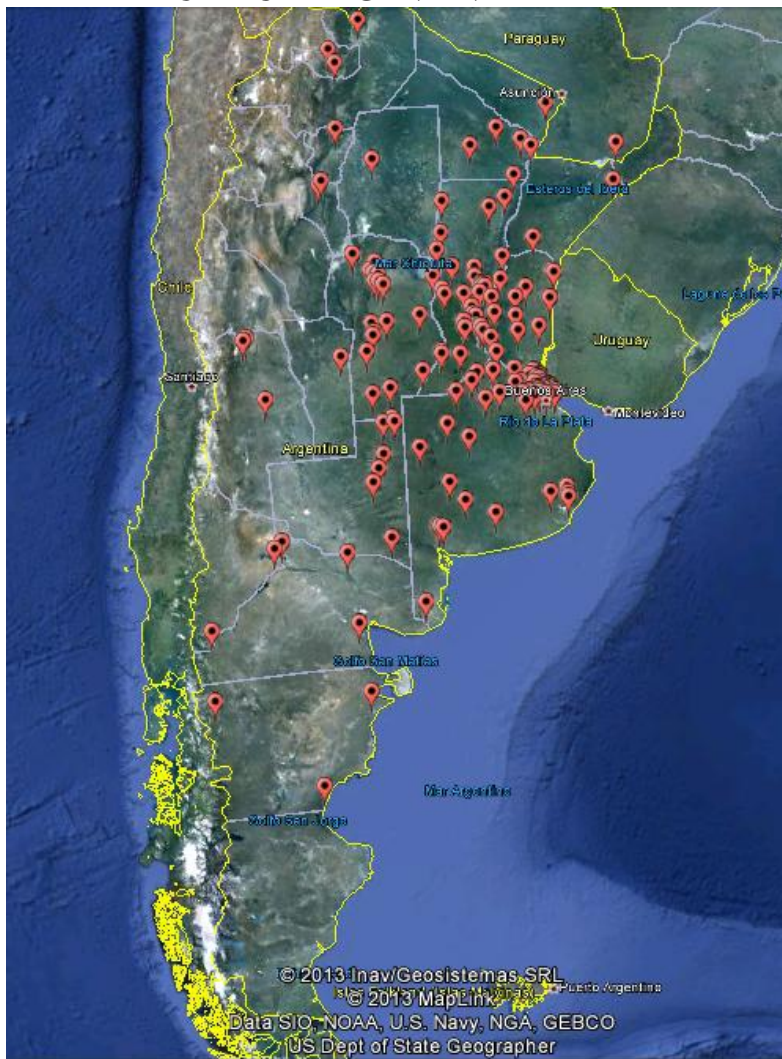 Paraguay
Asunción
Esteros del Iberá
Mar Chiquita
Chile
Uruguay
Santiago
Buenos Aires
Montevideo
Río de La Plata
Argentina
Golfo San Matías
Mar Argentino
Golfo San Jorge
© 2013 Inav/Geosistemas SRL
Puerto Argentino
© 2013 MapLink
Data SIO, NOAA, U.S. Navy, NGA, GEBCO
US Dept of State Geographer